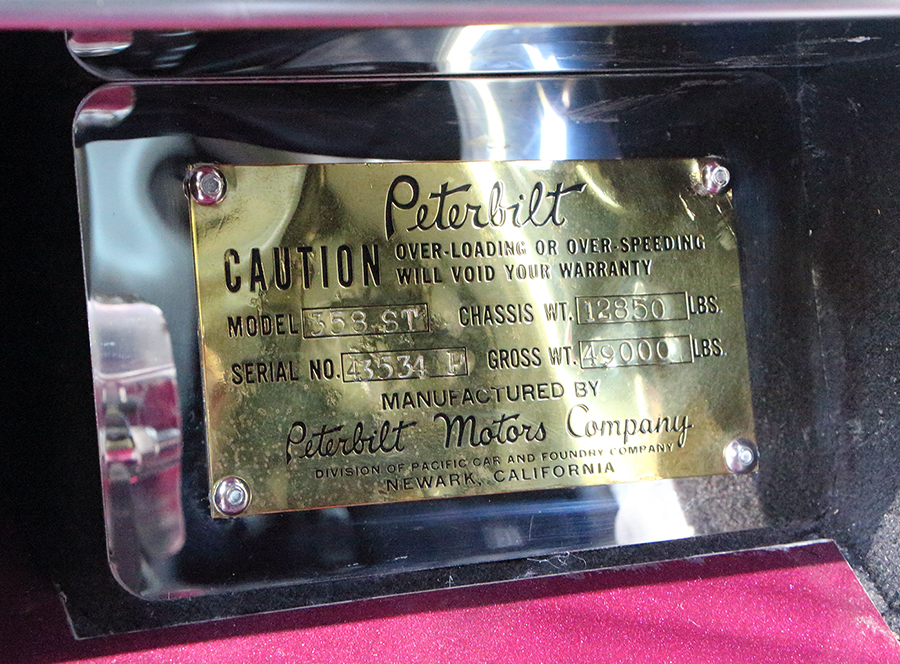 Peterbilt
CAUTION OVER-LOADING OR OVER-SPEEDING
WILL VOID YOUR WARRANTY
MODEL 358 ST CHASSIS WT. 12850 LBS.
SERIAL NO. 43534 H GROSS WT. 49000 LBS.
MANUFACTURED BY
Peterbilt Motors Company
DIVISION OF PACIFIC CAR AND FOUNDRY COMPANY
NEWARK, CALIFORNIA